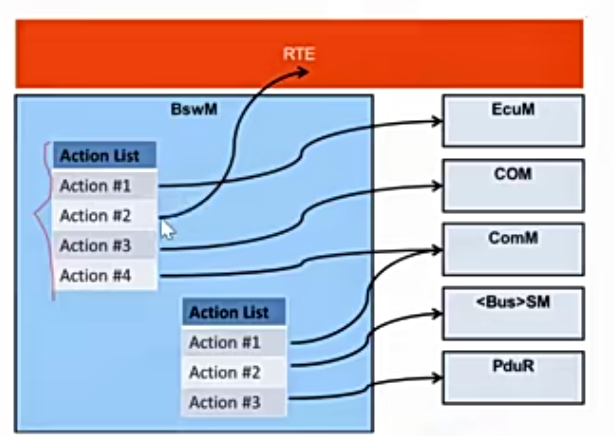 RTE
BswM
Action List
Action #1
Action #2
Action #3
Action #4
Action List
Action #1
Action #2
Action #3
EcuM
COM
ComM
<Bus>SM
PduR